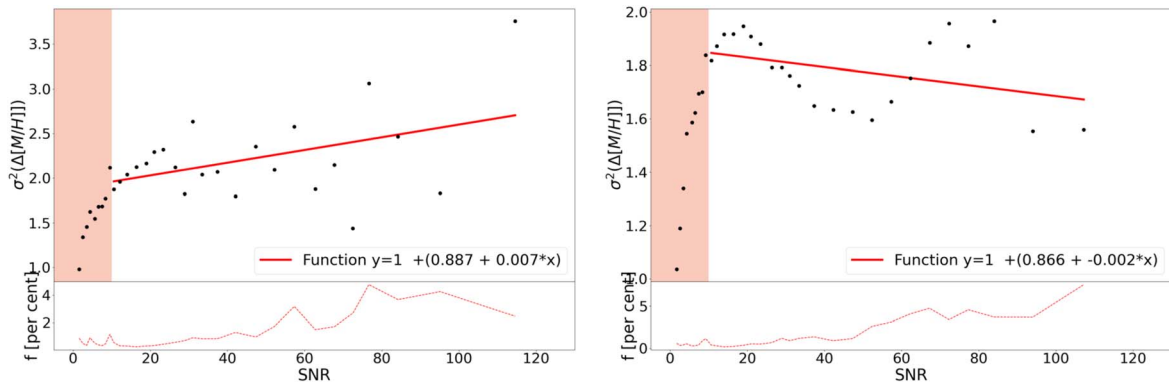 3.5
3.0
2.5
2.0
1.5
1.0
σ²(Δ[M/H]])
Function y=1 +(0.887 + 0.007*x)
4
2
f [per cent]
0 20 40 60 80 100 120
SNR
2.0
1.8
1.6
1.4
1.2
1.0
σ²(Δ[M/H]])
Function y=1 +(0.866 + -0.002*x)
5
0
f [per cent]
0 20 40 60 80 100 120
SNR